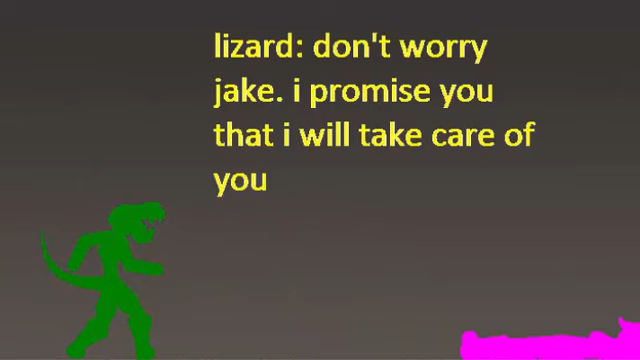 lizard: don't worry
jake. i promise you
that i will take care of
you